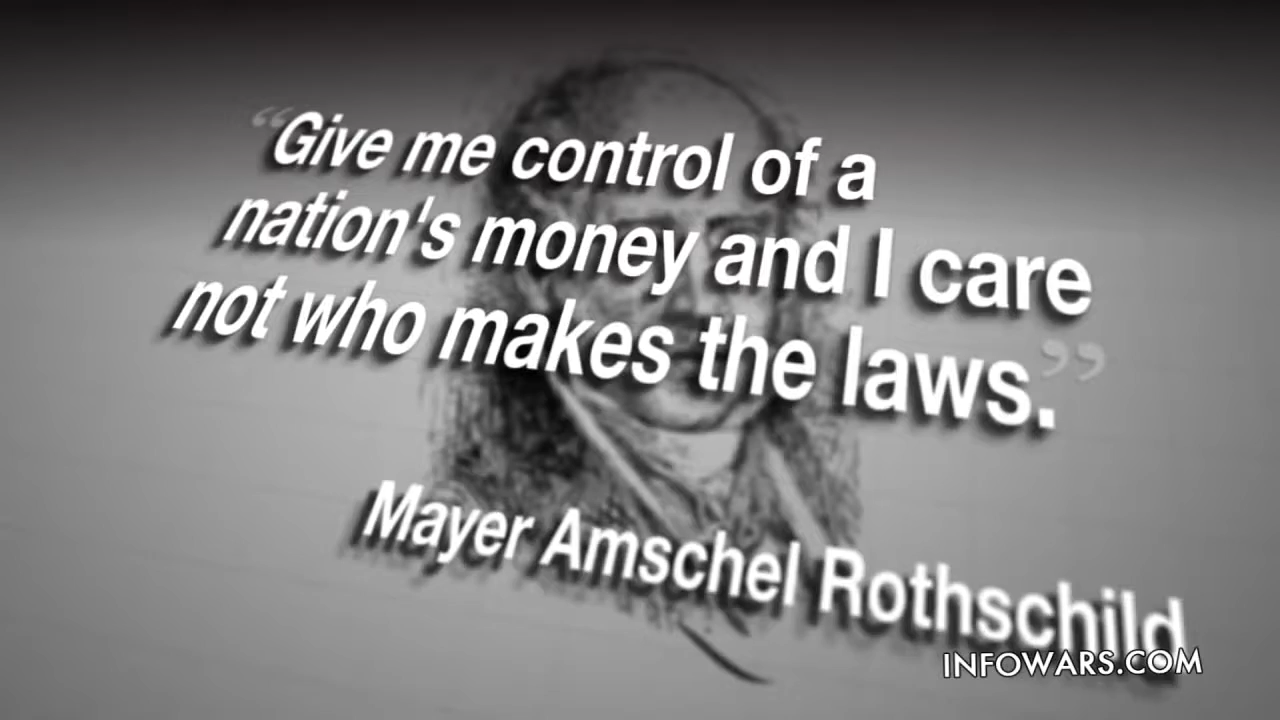 “Give me control of a
nation's money and I care
not who makes the laws.”
Mayer Amschel Rothschild
INFOWARS.COM